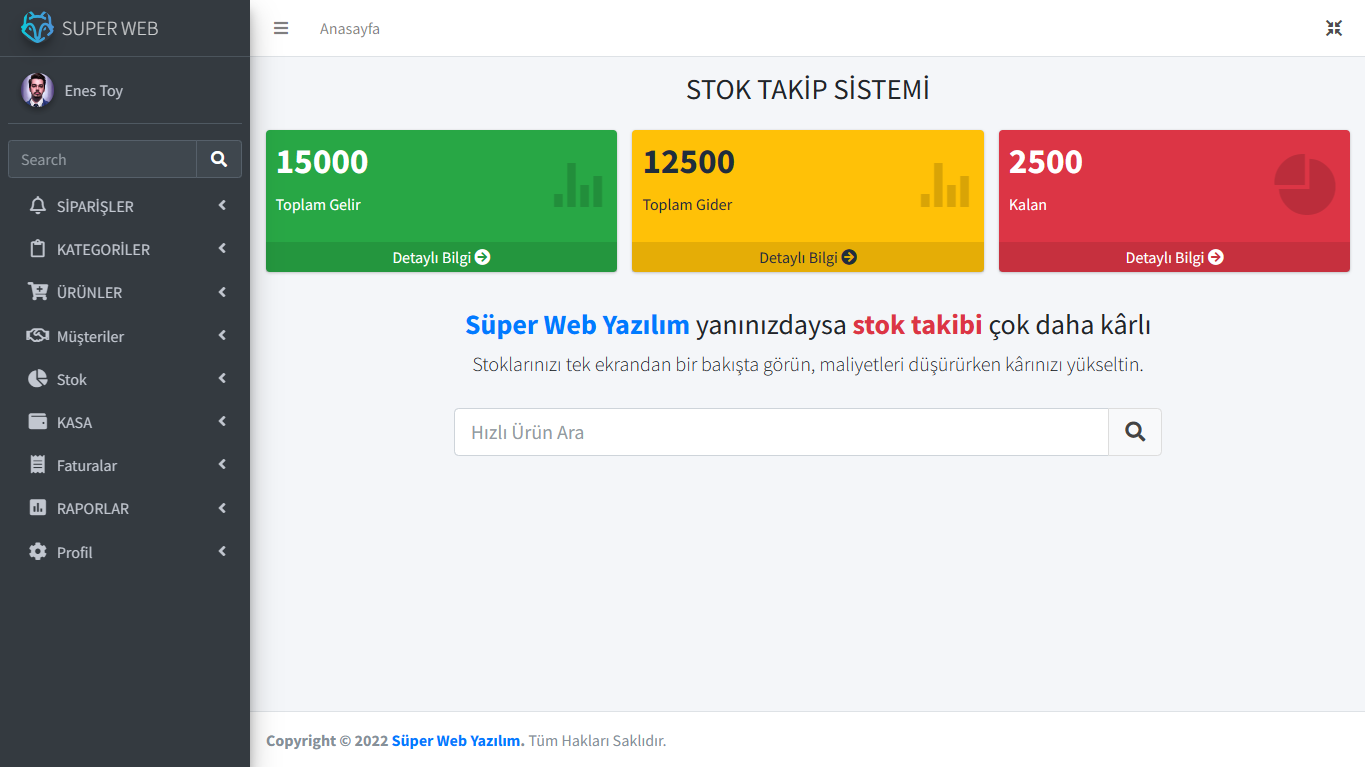 SUPER WEB
Anasayfa
Enes Toy
Search
SİPARİŞLER
KATEGORİLER
ÜRÜNLER
Müşteriler
Stok
KASA
Faturalar
RAPORLAR
Profil
STOK TAKİP SİSTEMİ
15000
Toplam Gelir
Detaylı Bilgi
12500
Toplam Gider
Detaylı Bilgi
2500
Kalan
Detaylı Bilgi
Süper Web Yazılım yanınızdaysa stok takibi çok daha kârlı
Stoklarınızı tek ekrandan bir bakışta görün, maliyetleri düşürürken kârınızı yükseltin.
Hızlı Ürün Ara
Copyright © 2022 Süper Web Yazılım. Tüm Hakları Saklıdır.